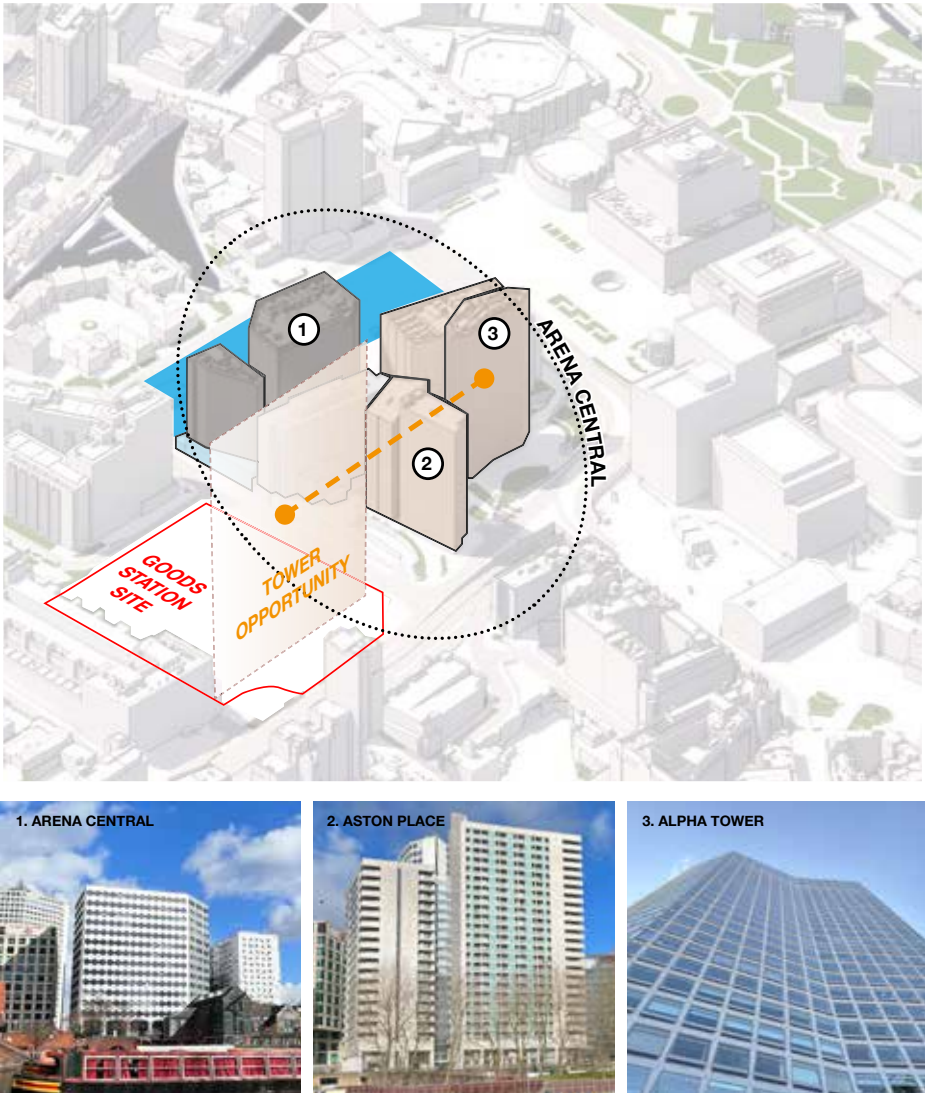 1
3
ARENA CENTRAL
2
GOODS
STATION
SITE
TOWER
OPPORTUNITY
1. ARENA CENTRAL
2. ASTON PLACE
3. ALPHA TOWER